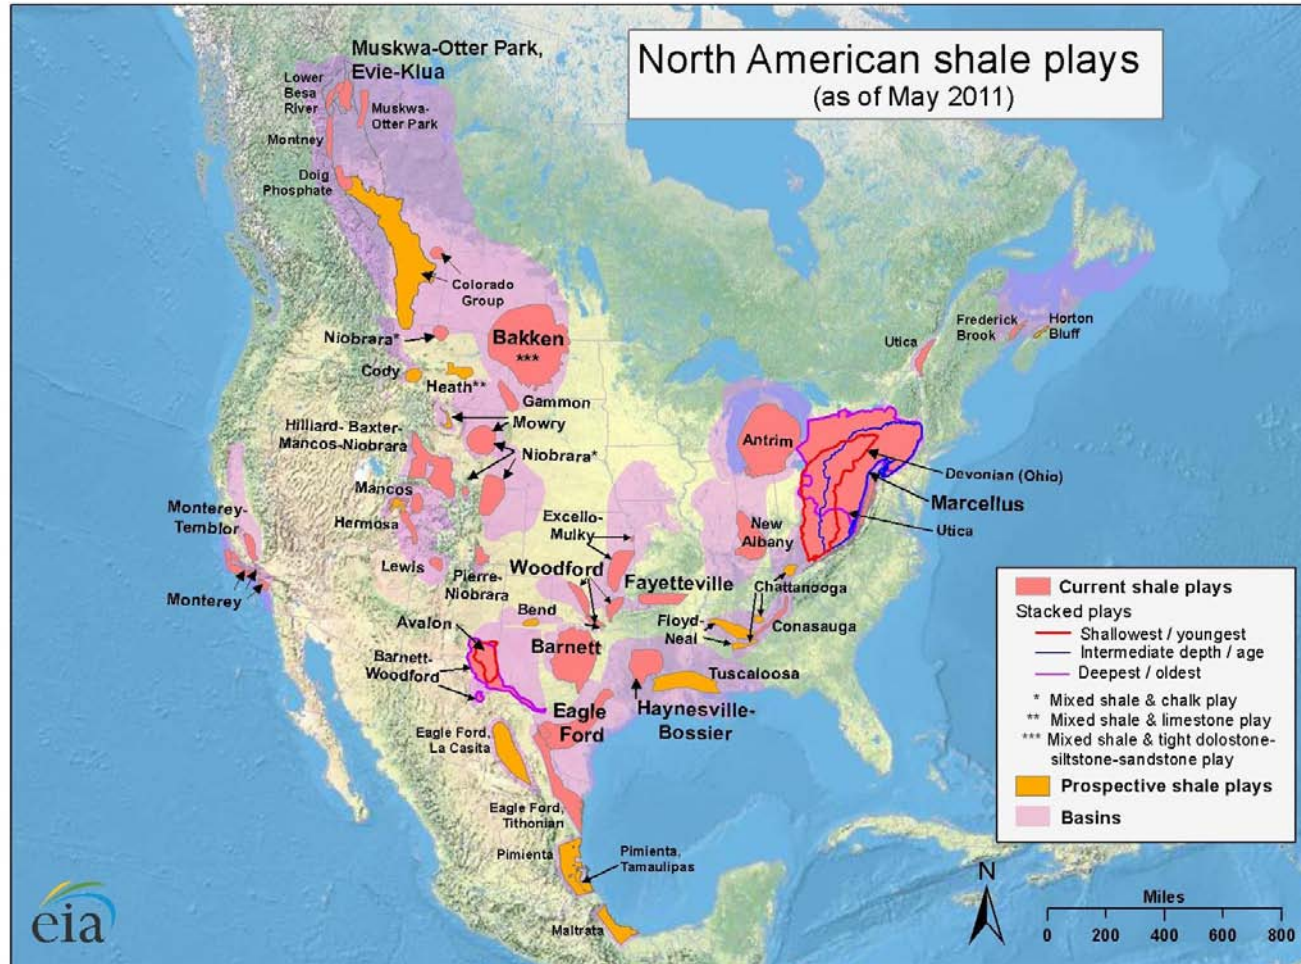 North American shale plays
(as of May 2011)
Muskwa-Otter Park,
Evie-Klua
Lower
Besa
River
Muskwa-
Otter Park
Montney
Doig
Phosphate
Colorado
Group
Niobrara*
Bakken
***
Cody
Heath**
Gammon
Mowry
Hilliard- Baxter-
Mancos-Niobrara
Niobrara*
Mancos
Hermosa
Monterey-
Temblor
Monterey
Lewis
Pierre-
Niobrara
Excello-
Mulky
Woodford
Fayetteville
Bend
Avalon
Barnett-
Woodford
Barnett
Eagle
Ford
Haynesville-
Bossier
Tuscaloosa
Floyd-
Neal
Conasauga
Chattanooga
New
Albany
Antrim
Devonian (Ohio)
Marcellus
Utica
Utica
Frederick
Brook
Horton
Bluff
Eagle Ford,
La Casita
Eagle Ford,
Tithonian
Pimienta
Pimienta,
Tamaulipas
Maltrata
Current shale plays
Stacked plays
Shallowest / youngest
Intermediate depth / age
Deepest / oldest
* Mixed shale & chalk play
** Mixed shale & limestone play
*** Mixed shale & tight dolostone-
siltstone-sandstone play
Prospective shale plays
Basins
N
Miles
0 200 400 600 800
eia